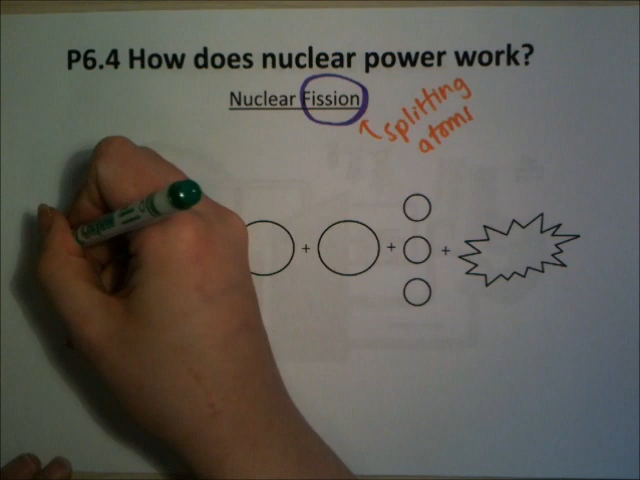 P6.4 How does nuclear power work?
Nuclear Fission
splitting
atoms
+ + +